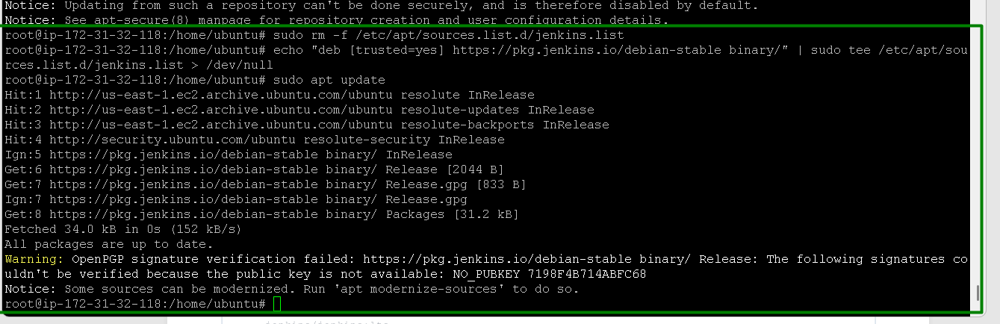 Notice: Updating from such a repository can't be done securely, and is therefore disabled by default.
Notice: See apt-secure(8) manpage for repository creation and user configuration details.
root@ip-172-31-32-118:/home/ubuntu# sudo rm -f /etc/apt/sources.list.d/jenkins.list
root@ip-172-31-32-118:/home/ubuntu# echo "deb [trusted=yes] https://pkg.jenkins.io/debian-stable binary/" | sudo tee /etc/apt/sou
rces.list.d/jenkins.list > /dev/null
root@ip-172-31-32-118:/home/ubuntu# sudo apt update
Hit:1 http://us-east-1.ec2.archive.ubuntu.com/ubuntu resolute InRelease
Hit:2 http://us-east-1.ec2.archive.ubuntu.com/ubuntu resolute-updates InRelease
Hit:3 http://us-east-1.ec2.archive.ubuntu.com/ubuntu resolute-backports InRelease
Hit:4 http://security.ubuntu.com/ubuntu resolute-security InRelease
Ign:5 https://pkg.jenkins.io/debian-stable binary/ InRelease
Get:6 https://pkg.jenkins.io/debian-stable binary/ Release [2044 B]
Get:7 https://pkg.jenkins.io/debian-stable binary/ Release.gpg [833 B]
Ign:7 https://pkg.jenkins.io/debian-stable binary/ Release.gpg
Get:8 https://pkg.jenkins.io/debian-stable binary/ Packages [31.2 kB]
Fetched 34.0 kB in 0s (152 kB/s)
All packages are up to date.
Warning: OpenPGP signature verification failed: https://pkg.jenkins.io/debian-stable binary/ Release: The following signatures co
uldn't be verified because the public key is not available: NO_PUBKEY 7198F4B714ABFC68
Notice: Some sources can be modernized. Run 'apt modernize-sources' to do so.
root@ip-172-31-32-118:/home/ubuntu#